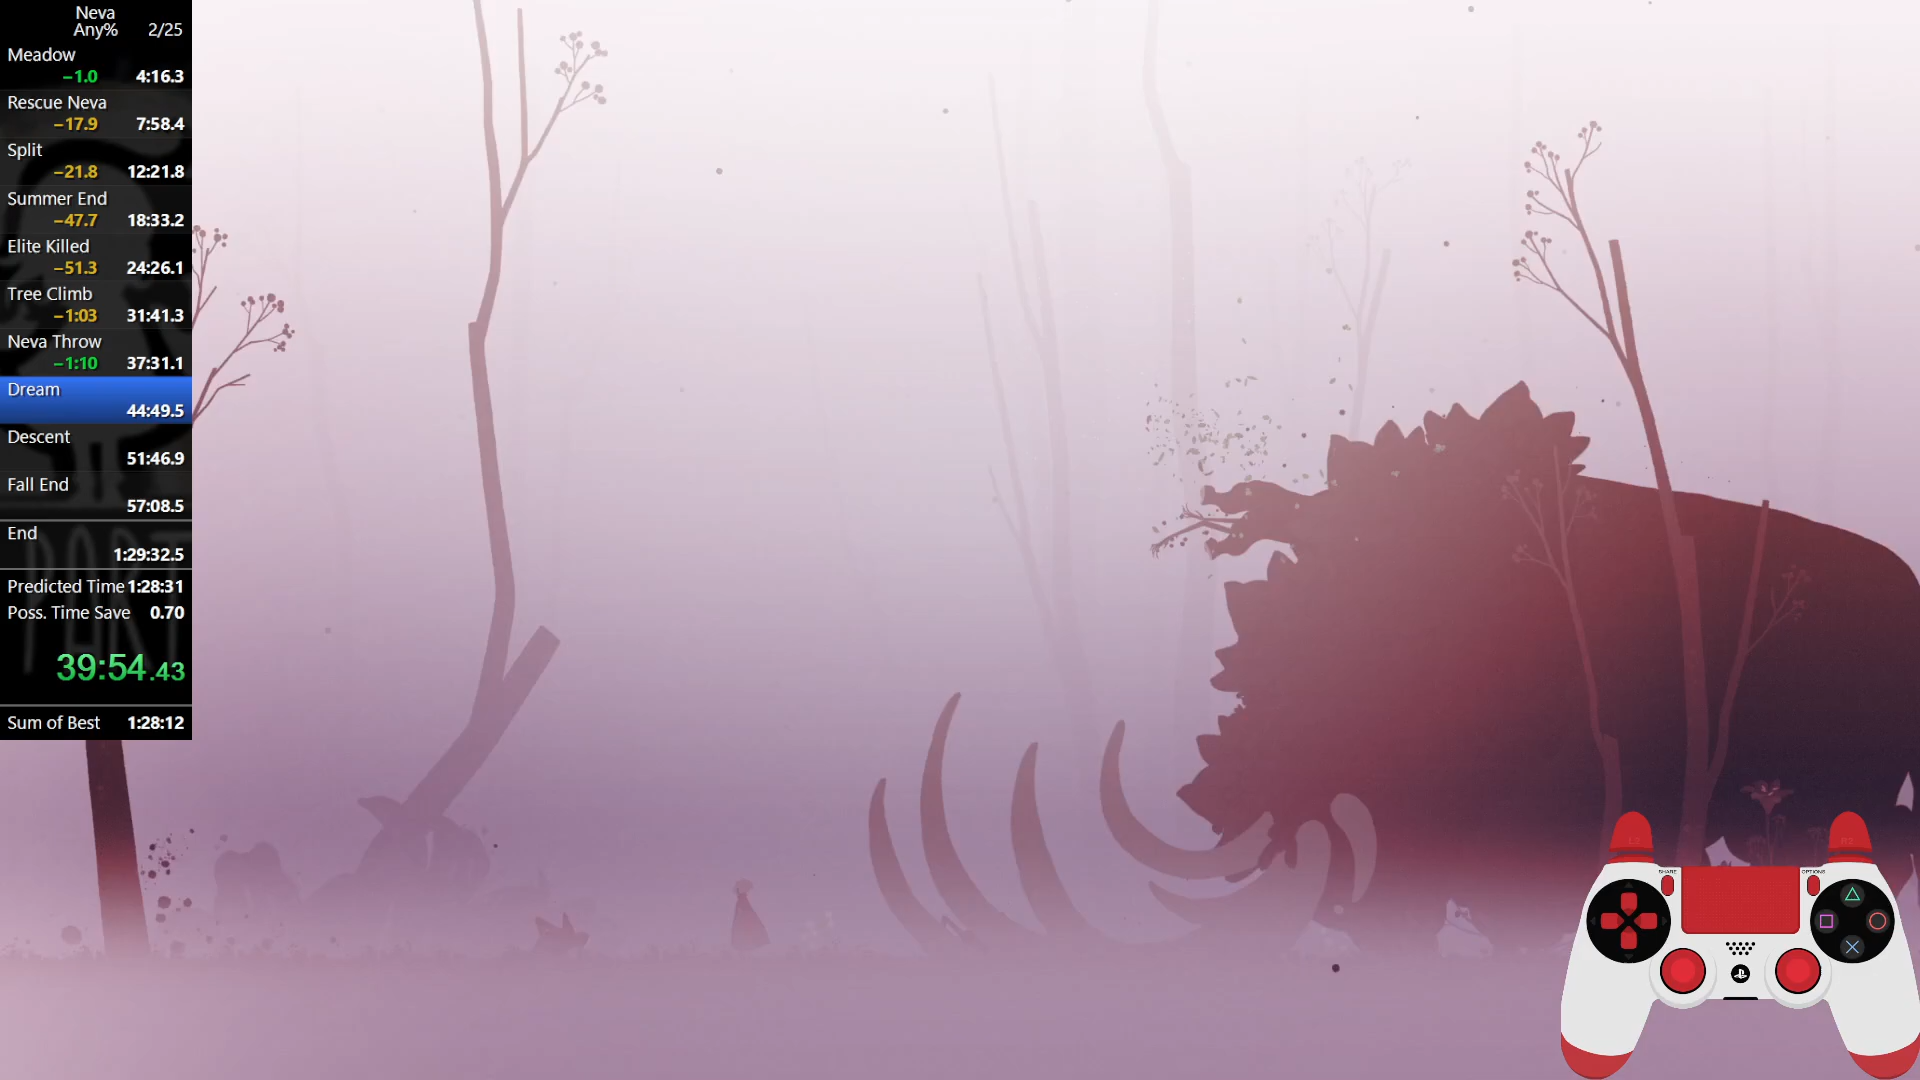 Neva
Any% 2/25
Meadow
−1.0 4:16.3
Rescue Neva
−17.9 7:58.4
Split
−21.8 12:21.8
Summer End
−47.7 18:33.2
Elite Killed
−51.3 24:26.1
Tree Climb
−1:03 31:41.3
Neva Throw
−1:10 37:31.1
Dream
44:49.5
Descent
51:46.9
Fall End
57:08.5
End
1:29:32.5
Predicted Time 1:28:31
Poss. Time Save 0.70
39:54.43
Sum of Best 1:28:12
SHARE
OPTIONS